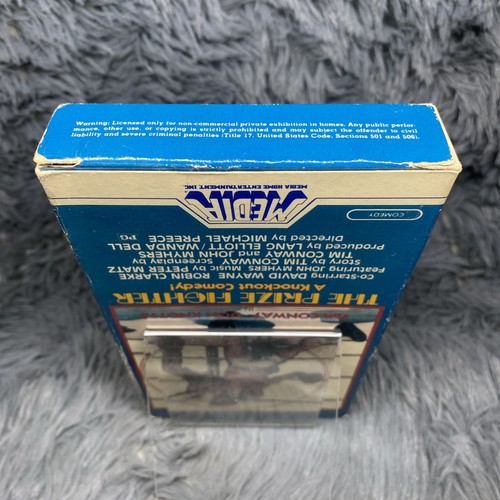 Warning: Licensed only for non-commercial private exhibition in homes. Any public perfor-
mance, other use, or copying is strictly prohibited and may subject the offender to civil
liability and severe criminal penalties (Title 17, United States Code, Sections 501 and 506).
THE PRIZE FIGHTER
A Knockout Comedy!
Co-Starring DAVID WAYNE ROBIN CLARKE
Featuring JOHN MYHERS Music by PETER MATZ
Story by TIM CONWAY Screenplay by
TIM CONWAY and JOHN MYHERS
Produced by LANG ELLIOTT / WANDA DELL
Directed by MICHAEL PREECE PG
COMEDY
MEDIA
MEDIA HOME ENTERTAINMENT, INC.